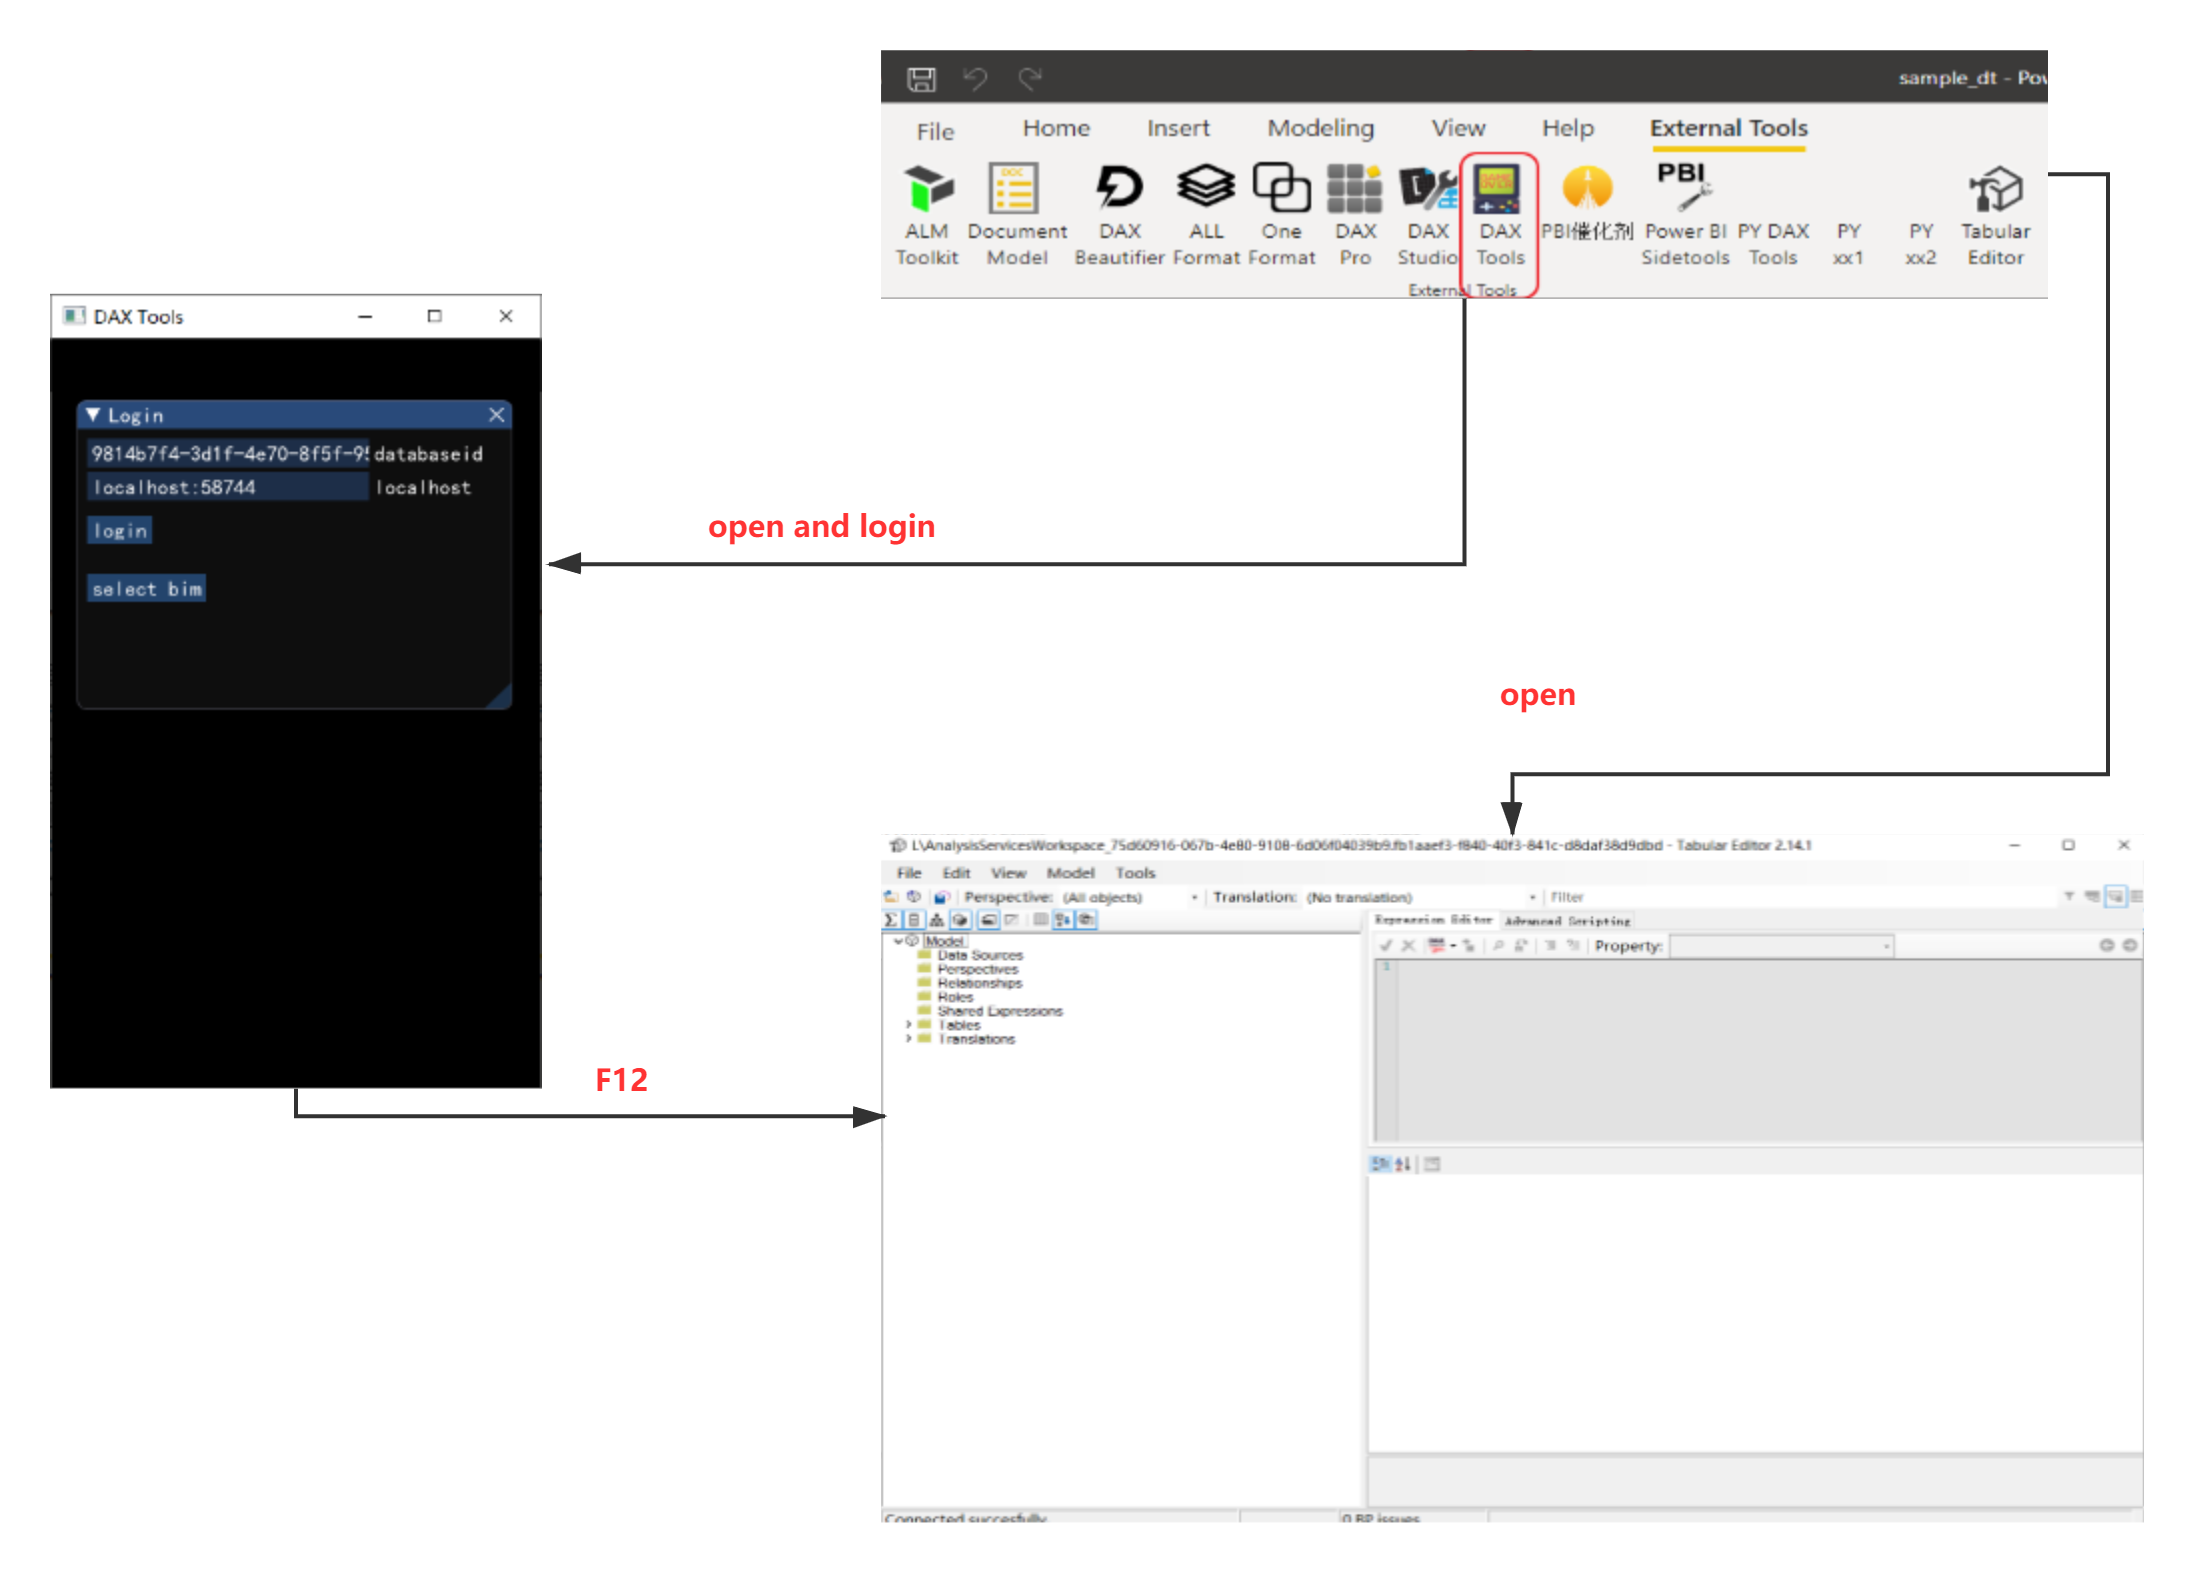 sample_dt - Pov
File Home Insert Modeling View Help External Tools
ALM Toolkit
Document Model
DAX Beautifier
ALL Format
One Format
DAX Pro
DAX Studio
DAX Tools
PBI催化剂
PBI
Power BI Sidetools
PY DAX Tools
PY xx1
PY xx2
Tabular Editor
External Tools
DAX Tools
Login
9814b7f4-3d1f-4e70-8f5f-9 databaseid
localhost:58744 localhost
login
select bim
open and login
open
F12
L\AnalysisServicesWorkspace_75d60916-067b-4e80-9108-6d06f04039b9.fb1aaef3-f840-40f3-841c-d8daf38d9dbd - Tabular Editor 2.14.1
File Edit View Model Tools
Perspective: (All objects) Translation: (No translation) Filter
Expression Editor Advanced Scripting
Property:
1
Model
Data Sources
Perspectives
Relationships
Roles
Shared Expressions
Tables
Translations
Connected succesfully. 0 BP issues